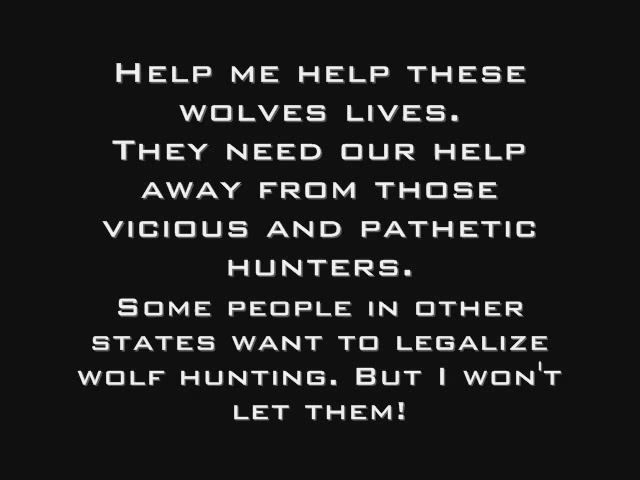 Help me help these
wolves lives.
They need our help
away from those
vicious and pathetic
hunters.
Some people in other
states want to legalize
wolf hunting. But I won't
let them!